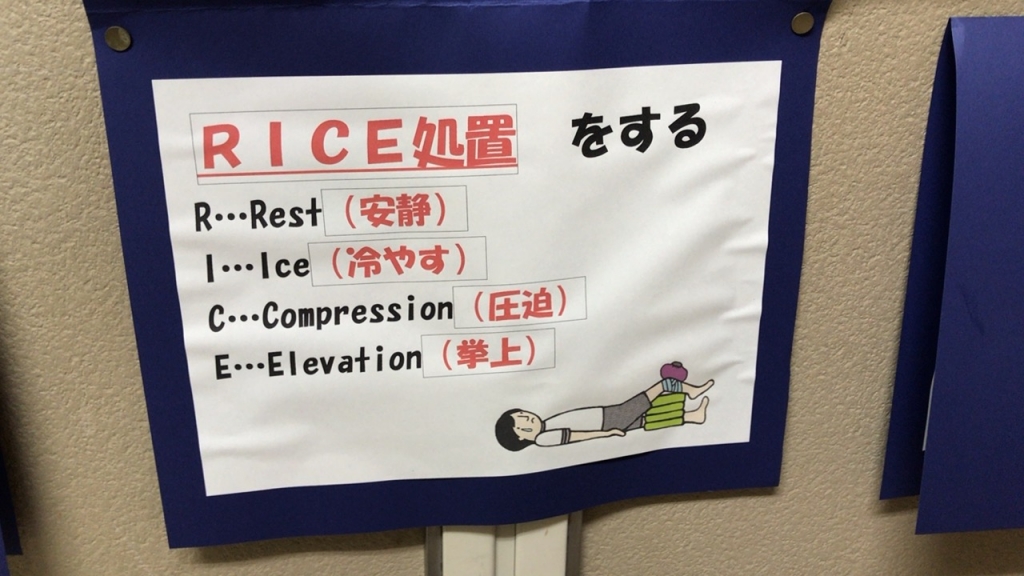 RICE処置 をする
R…Rest（安静）
I…Ice（冷やす）
C…Compression（圧迫）
E…Elevation（挙上）